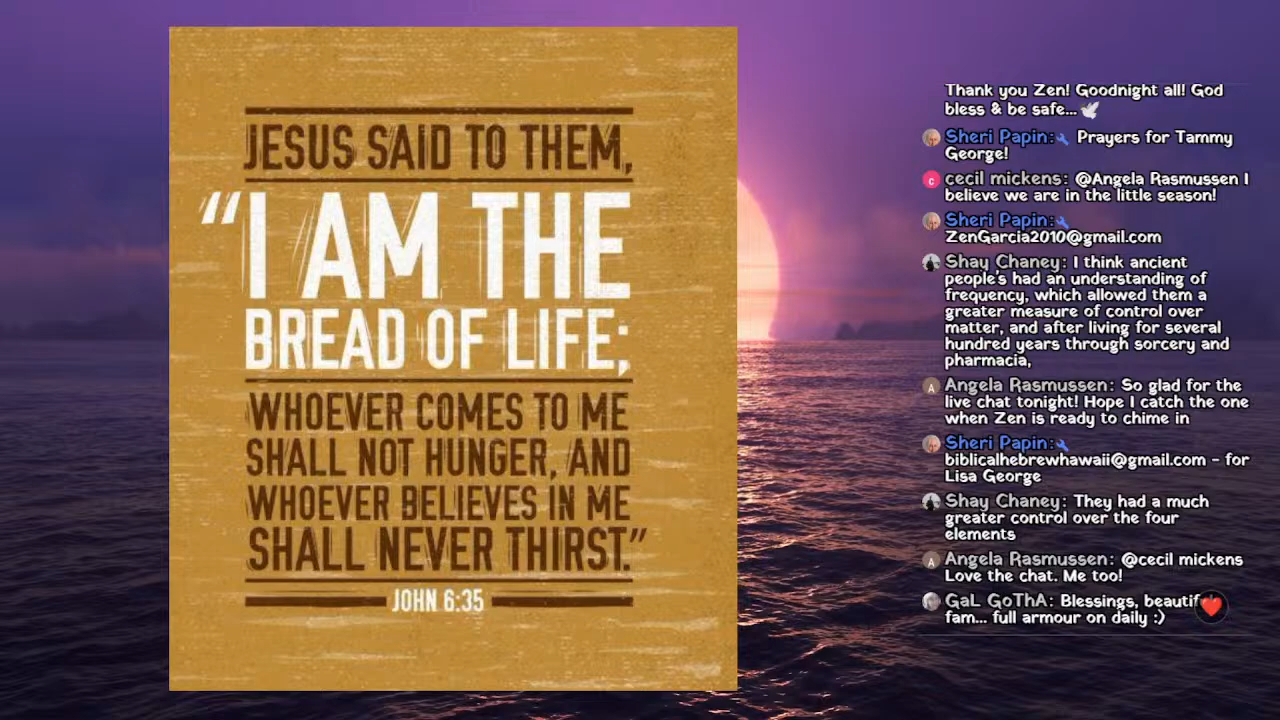 JESUS SAID TO THEM,
“I AM THE
BREAD OF LIFE;
WHOEVER COMES TO ME
SHALL NOT HUNGER, AND
WHOEVER BELIEVES IN ME
SHALL NEVER THIRST.”
JOHN 6:35
Thank you Zen! Goodnight all! God
bless & be safe...🕊️
Sheri Papin:🔧 Prayers for Tammy
George!
cecil mickens: @Angela Rasmussen I
believe we are in the little season!
Sheri Papin:🔧
ZenGarcia2010@gmail.com
Shay Chaney: I think ancient
people's had an understanding of
frequency, which allowed them a
greater measure of control over
matter, and after living for several
hundred years through sorcery and
pharmacia,
Angela Rasmussen: So glad for the
live chat tonight! Hope I catch the one
when Zen is ready to chime in
Sheri Papin:🔧
biblicalhebrewhawaii@gmail.com - for
Lisa George
Shay Chaney: They had a much
greater control over the four
elements
Angela Rasmussen: @cecil mickens
Love the chat. Me too!
GaL GoThA: Blessings, beautif
fam... full armour on daily :)